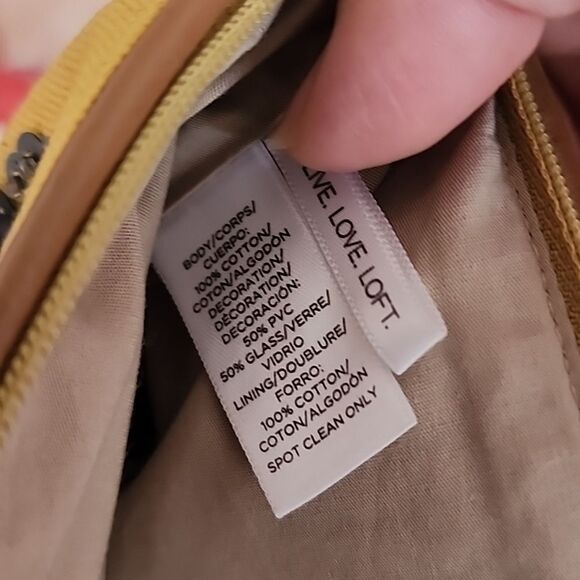 BODY/CORPS/
CUERPO:
100% COTTON/
COTON/ALGODÓN
DECORATION/
DÉCORATION/
DECORACIÓN:
50% PVC
50% GLASS/VERRE/
VIDRIO
LINING/DOUBLURE/
FORRO:
100% COTTON/
COTON/ALGODÓN
SPOT CLEAN ONLY
LIVE. LOVE. LOFT.